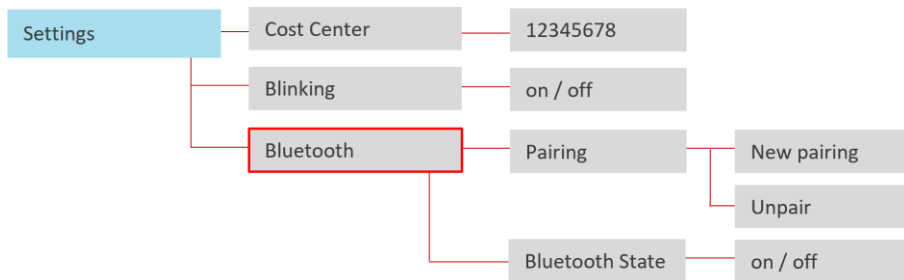 Settings
Cost Center
12345678
Blinking
on / off
Bluetooth
Pairing
New pairing
Unpair
Bluetooth State
on / off